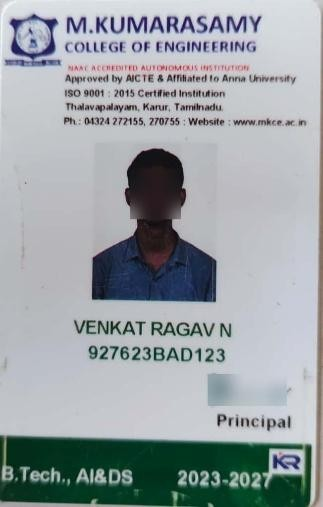 M.KUMARASAMY
COLLEGE OF ENGINEERING
NAAC ACCREDITED AUTONOMOUS INSTITUTION
Approved by AICTE & Affiliated to Anna University
ISO 9001 : 2015 Certified Institution
Thalavapalayam, Karur, Tamilnadu.
Ph.: 04324 272155, 270755 : Website : www.mkce.ac.in
VENKAT RAGAV N
927623BAD123
Principal
KR
B.Tech., AI&DS 2023-2027